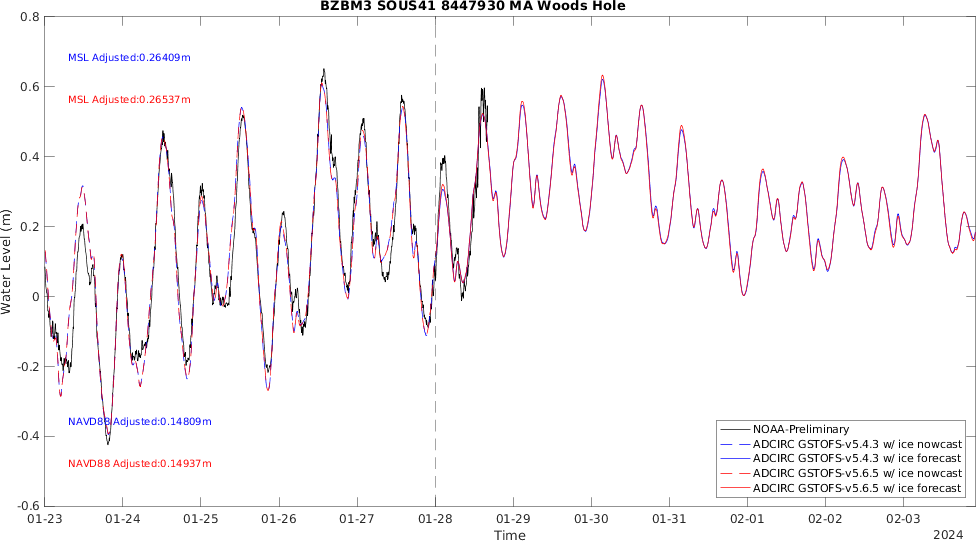 BZBM3 SOUS41 8447930 MA Woods Hole
0.8
0.6
0.4
0.2
0
-0.2
-0.4
-0.6
Water Level (m)
MSL Adjusted:0.26409m
MSL Adjusted:0.26537m
NAVD88 Adjusted:0.14809m
NAVD88 Adjusted:0.14937m
NOAA-Preliminary
ADCIRC GSTOFS-v5.4.3 w/ ice nowcast
ADCIRC GSTOFS-v5.4.3 w/ ice forecast
ADCIRC GSTOFS-v5.6.5 w/ ice nowcast
ADCIRC GSTOFS-v5.6.5 w/ ice forecast
01-23 01-24 01-25 01-26 01-27 01-28 01-29 01-30 01-31 02-01 02-02 02-03
Time
2024